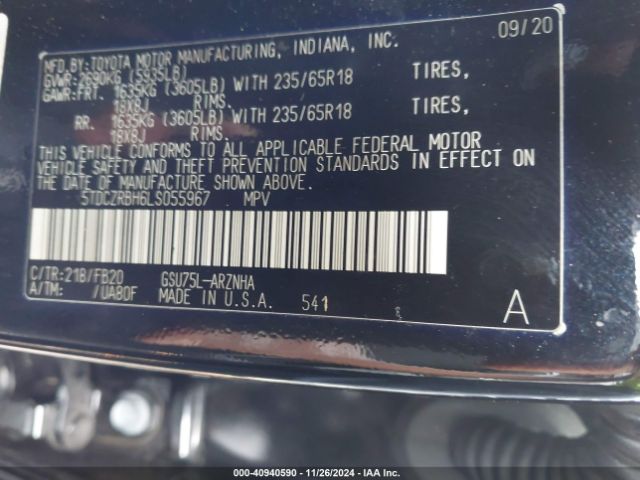 MFD.BY: TOYOTA MOTOR MANUFACTURING, INDIANA, INC. 09/20
GVWR: 2690KG (5935LB)
GAWR:FRT. 1635KG (3605LB) WITH 235/65R18 TIRES,
18X8J RIMS.
RR. 1635KG (3605LB) WITH 235/65R18 TIRES,
18X8J RIMS.
THIS VEHICLE CONFORMS TO ALL APPLICABLE FEDERAL MOTOR
VEHICLE SAFETY AND THEFT PREVENTION STANDARDS IN EFFECT ON
THE DATE OF MANUFACTURE SHOWN ABOVE.
5TDCZRBH6LS055967 MPV
C/TR:218/FB20 GSU75L-ARZNHA
A/TM: /UA80F MADE IN U.S.A. 541 A
000-40940590 — 11/26/2024 — IAA Inc.